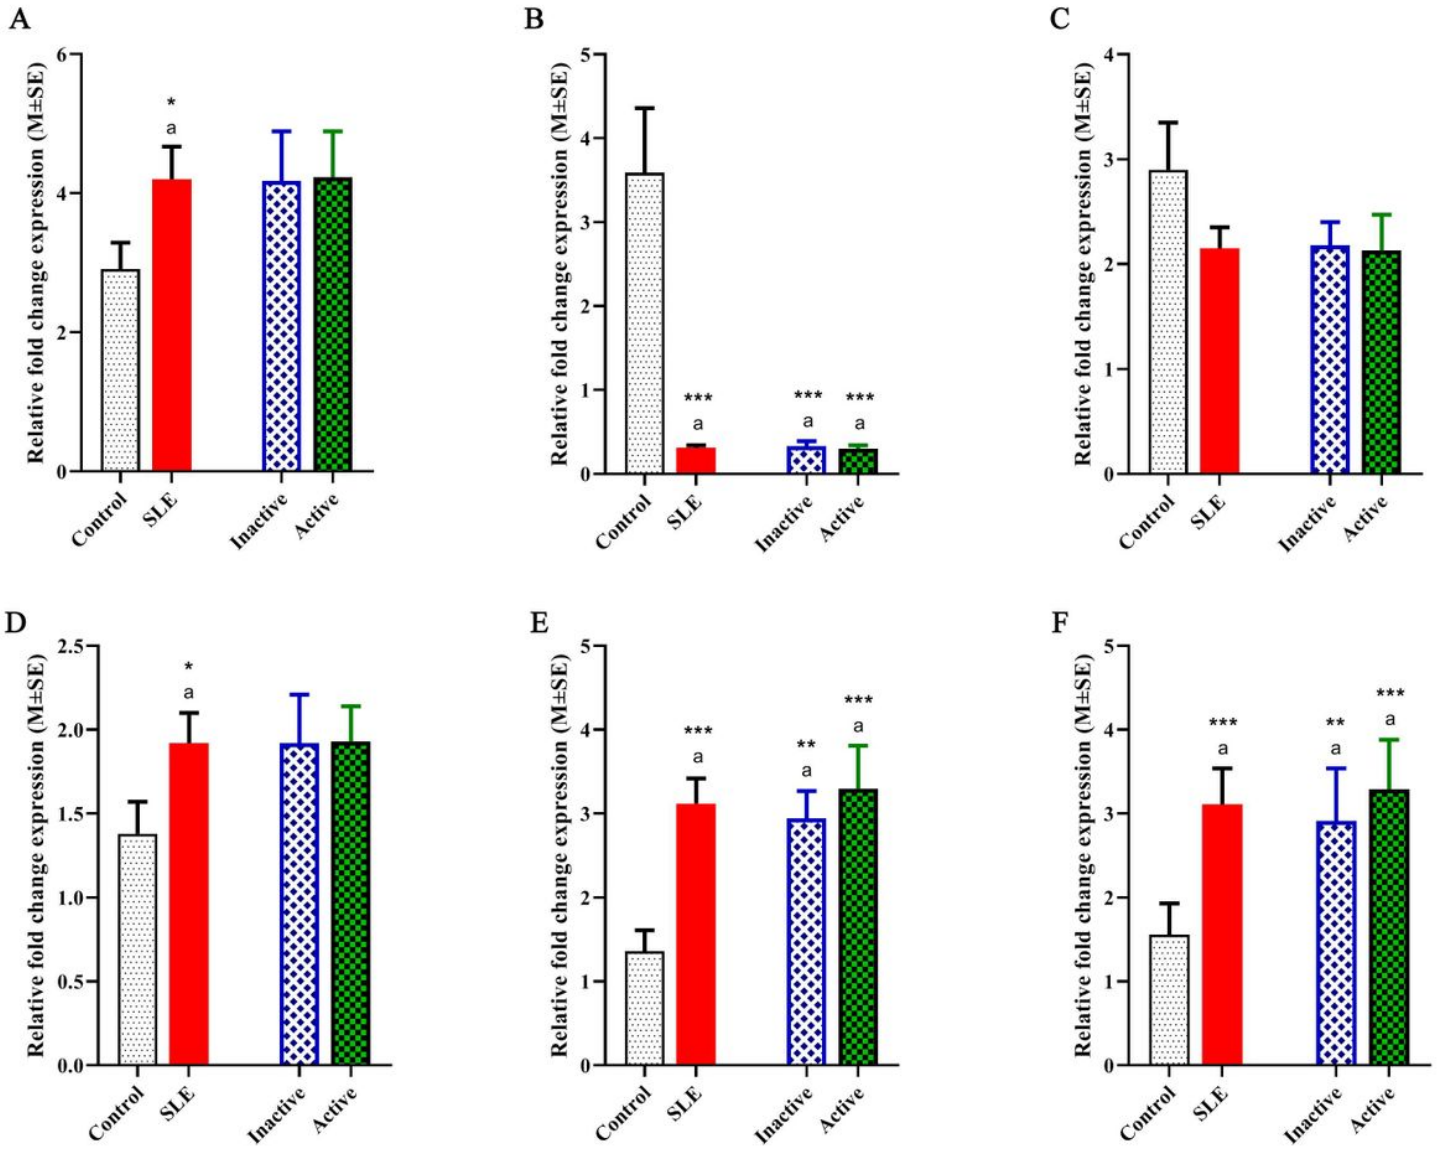 A
Relative fold change expression (M±SE)
6
4
2
0
*
a
Control
SLE
Inactive
Active
B
Relative fold change expression (M±SE)
5
4
3
2
1
0
***
a
***
a
***
a
Control
SLE
Inactive
Active
C
Relative fold change expression (M±SE)
4
3
2
1
0
Control
SLE
Inactive
Active
D
Relative fold change expression (M±SE)
2.5
2.0
1.5
1.0
0.5
0.0
*
a
Control
SLE
Inactive
Active
E
Relative fold change expression (M±SE)
5
4
3
2
1
0
***
a
**
a
***
a
Control
SLE
Inactive
Active
F
Relative fold change expression (M±SE)
5
4
3
2
1
0
***
a
**
a
***
a
Control
SLE
Inactive
Active